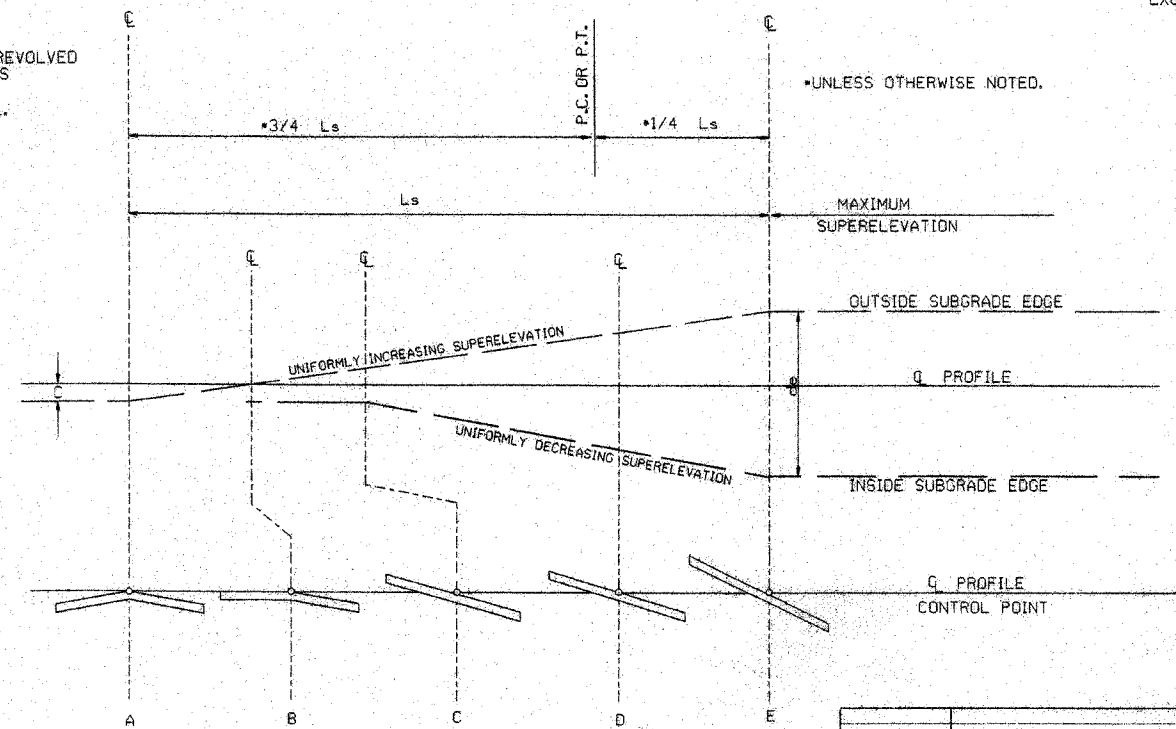 REVOLVED
S
℄
℄
P.C. OR P.T.
*UNLESS OTHERWISE NOTED.
*3/4 Ls
*1/4 Ls
Ls
MAXIMUM
SUPERELEVATION
℄
℄
℄
OUTSIDE SUBGRADE EDGE
UNIFORMLY INCREASING SUPERELEVATION
C
℄ PROFILE
UNIFORMLY DECREASING SUPERELEVATION
INSIDE SUBGRADE EDGE
℄ PROFILE
CONTROL POINT
A
B
C
D
E